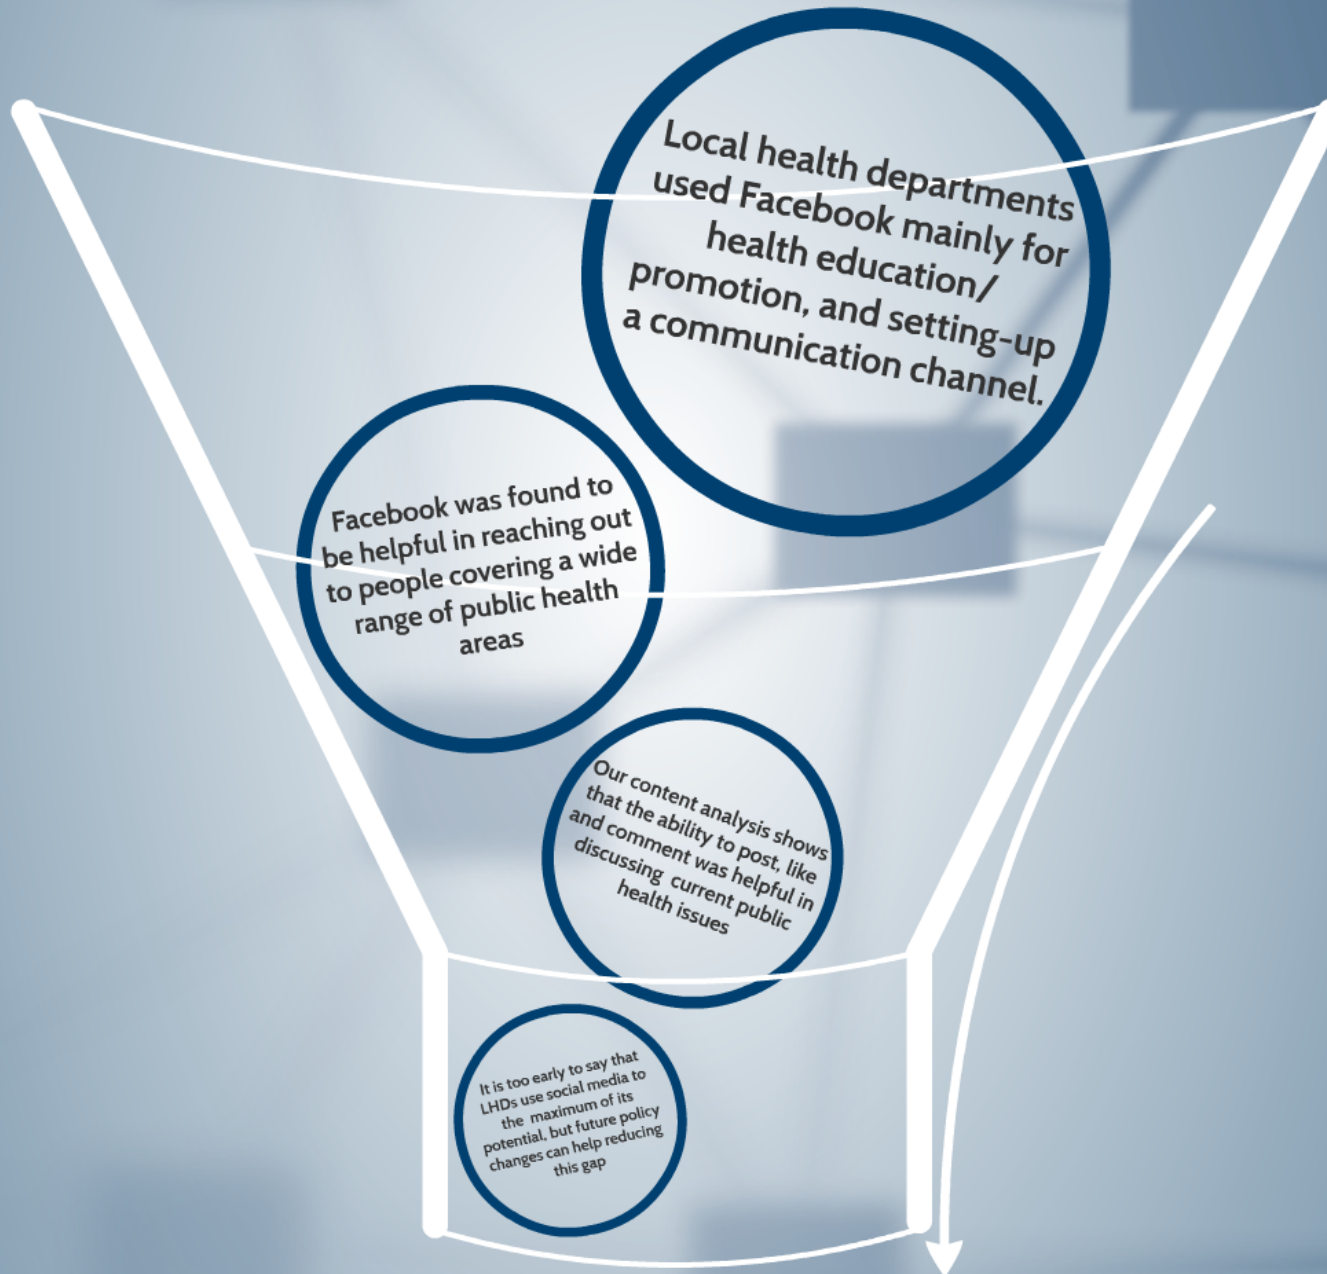 Local health departments
used Facebook mainly for
health education/
promotion, and setting-up
a communication channel.
Facebook was found to
be helpful in reaching out
to people covering a wide
range of public health
areas
Our content analysis shows
that the ability to post, like
and comment was helpful in
discussing current public
health issues
It is too early to say that
LHDs use social media to
the maximum of its
potential, but future policy
changes can help reducing
this gap